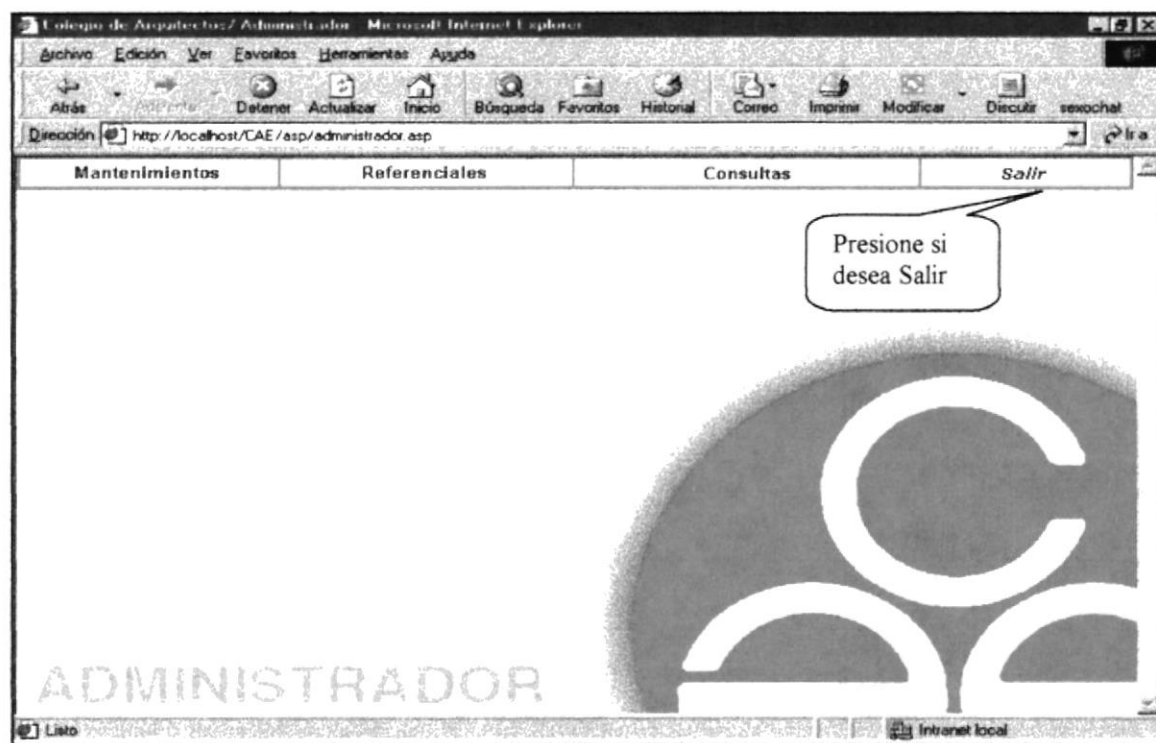 Colegio de Arquitectos/ Administrador - Microsoft Internet Explorer
Archivo Edición Ver Favoritos Herramientas Ayuda
Atrás Adelante Detener Actualizar Inicio Búsqueda Favoritos Historial Correo Imprimir Modificar Discutir sexochat
Dirección http://localhost/CAE/asp/administrador.asp Ir a
Mantenimientos Referenciales Consultas Salir
Presione si
desea Salir
ADMINISTRADOR
Listo Intranet local